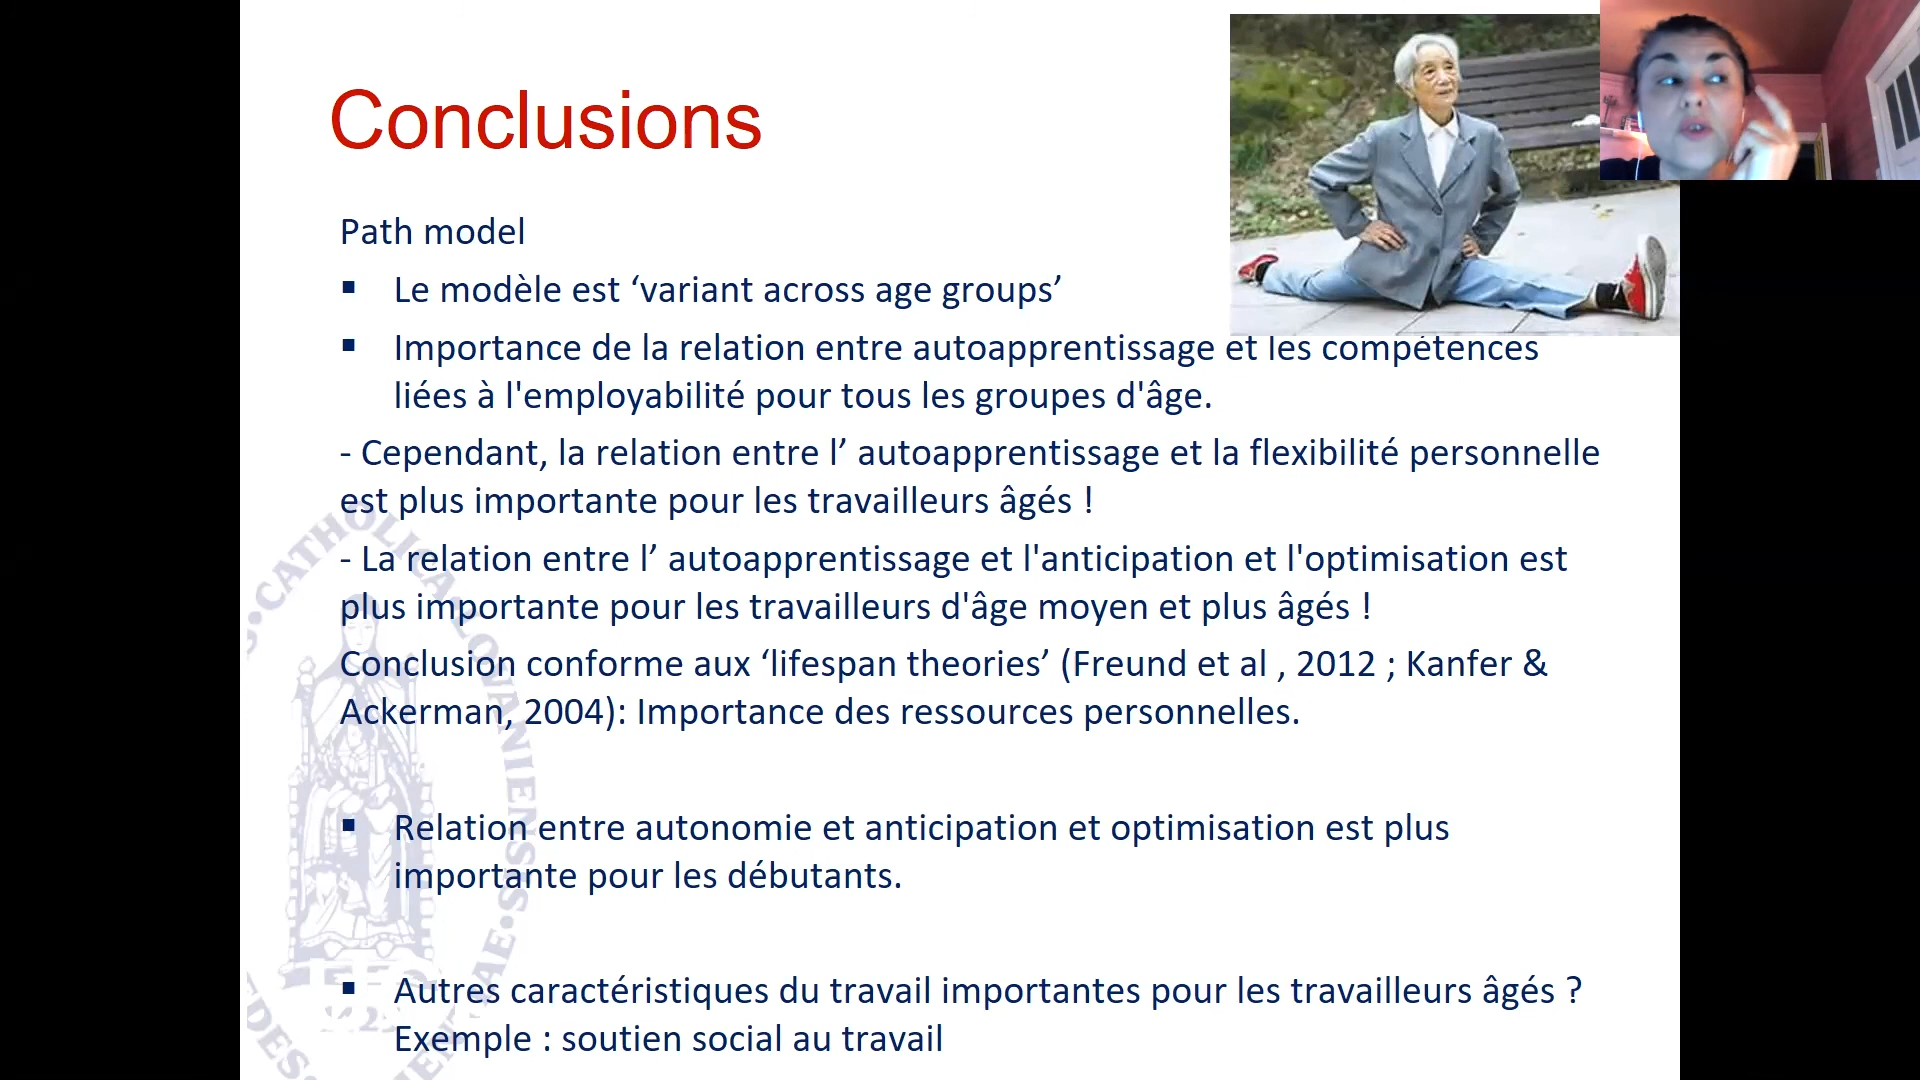 Conclusions
Path model
▪ Le modèle est ‘variant across age groups’
▪ Importance de la relation entre autoapprentissage et les compétences
liées à l'employabilité pour tous les groupes d'âge.
- Cependant, la relation entre l’ autoapprentissage et la flexibilité personnelle
est plus importante pour les travailleurs âgés !
- La relation entre l’ autoapprentissage et l'anticipation et l'optimisation est
plus importante pour les travailleurs d'âge moyen et plus âgés !
Conclusion conforme aux ‘lifespan theories’ (Freund et al , 2012 ; Kanfer &
Ackerman, 2004): Importance des ressources personnelles.
▪ Relation entre autonomie et anticipation et optimisation est plus
importante pour les débutants.
▪ Autres caractéristiques du travail importantes pour les travailleurs âgés ?
Exemple : soutien social au travail
CATHOLICA